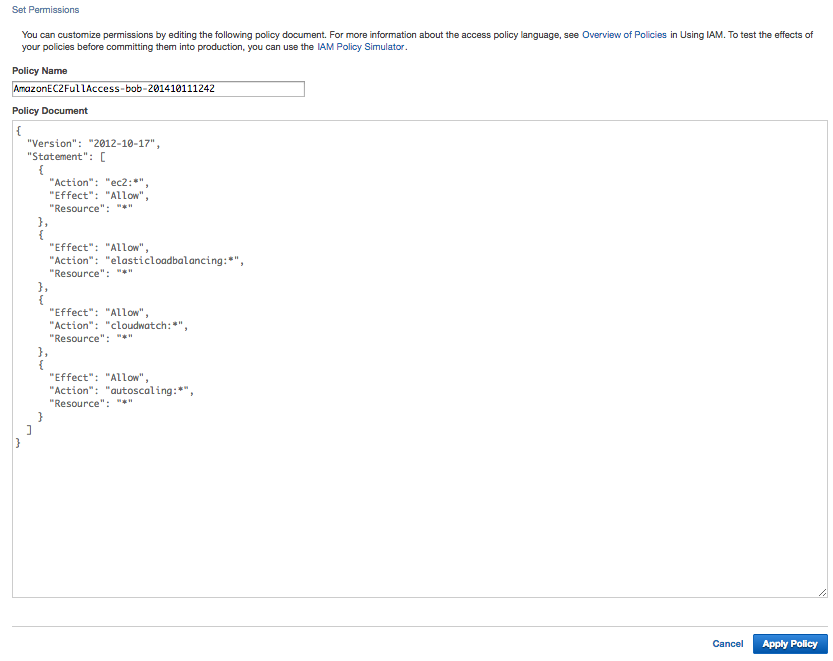 Set Permissions
You can customize permissions by editing the following policy document. For more information about the access policy language, see Overview of Policies in Using IAM. To test the effects of
your policies before committing them into production, you can use the IAM Policy Simulator.
Policy Name
AmazonEC2FullAccess-bob-201410111242
Policy Document
{
  "Version": "2012-10-17",
  "Statement": [
    {
      "Action": "ec2:*",
      "Effect": "Allow",
      "Resource": "*"
    },
    {
      "Effect": "Allow",
      "Action": "elasticloadbalancing:*",
      "Resource": "*"
    },
    {
      "Effect": "Allow",
      "Action": "cloudwatch:*",
      "Resource": "*"
    },
    {
      "Effect": "Allow",
      "Action": "autoscaling:*",
      "Resource": "*"
    }
  ]
}
Cancel Apply Policy